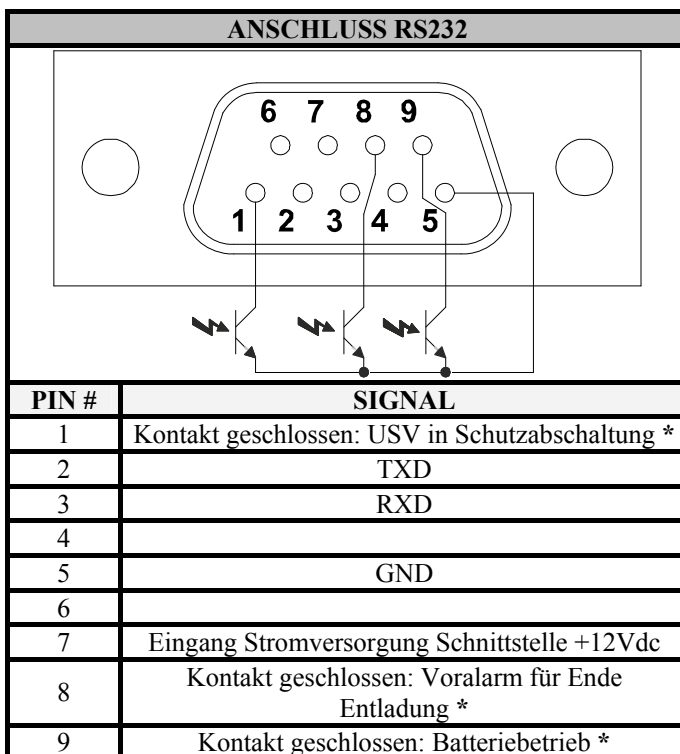 ANSCHLUSS RS232
6 7 8 9
1 2 3 4 5
PIN # SIGNAL
1 Kontakt geschlossen: USV in Schutzabschaltung *
2 TXD
3 RXD
4
5 GND
6
7 Eingang Stromversorgung Schnittstelle +12Vdc
8 Kontakt geschlossen: Voralarm für Ende
Entladung *
9 Kontakt geschlossen: Batteriebetrieb *